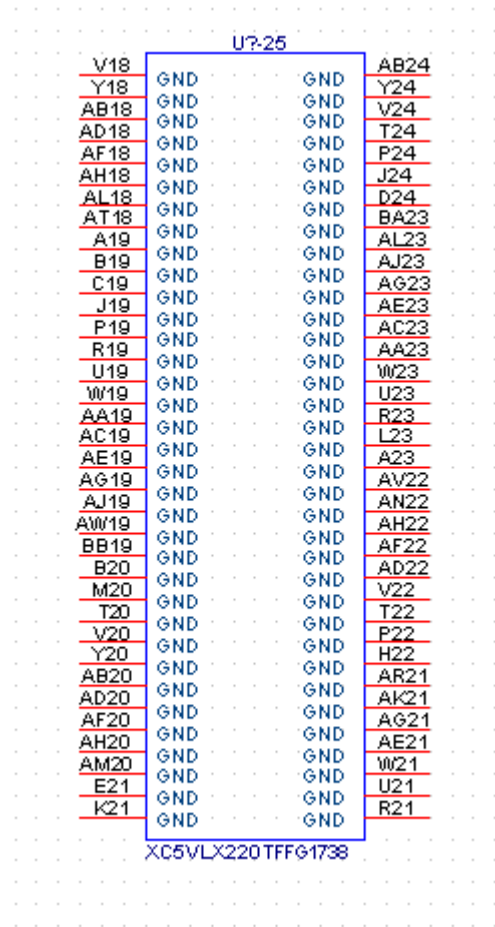 U?-25
V18 GND GND AB24
Y18 GND GND Y24
AB18 GND GND V24
AD18 GND GND T24
AF18 GND GND P24
AH18 GND GND J24
AL18 GND GND D24
AT18 GND GND BA23
A19 GND GND AL23
B19 GND GND AJ23
C19 GND GND AG23
J19 GND GND AE23
P19 GND GND AC23
R19 GND GND AA23
U19 GND GND W23
W19 GND GND U23
AA19 GND GND R23
AC19 GND GND L23
AE19 GND GND A23
AG19 GND GND AV22
AJ19 GND GND AN22
AW19 GND GND AH22
BB19 GND GND AF22
B20 GND GND AD22
M20 GND GND V22
T20 GND GND T22
V20 GND GND P22
Y20 GND GND H22
AB20 GND GND AR21
AD20 GND GND AK21
AF20 GND GND AG21
AH20 GND GND AE21
AM20 GND GND W21
E21 GND GND U21
K21 GND GND R21
XC5VLX220TFFG1738